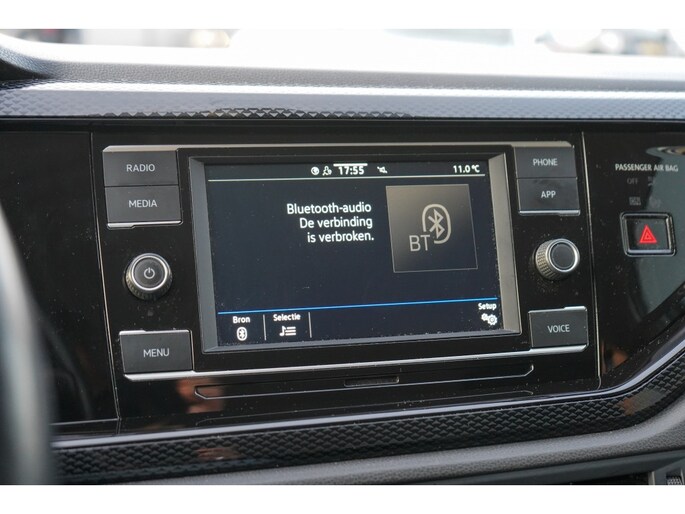 RADIO
MEDIA
MENU
17:55
11.0 °C
Bluetooth-audio
De verbinding
is verbroken.
BT
Bron
Selectie
Setup
PHONE
APP
VOICE
PASSENGER AIR BAG
OFF